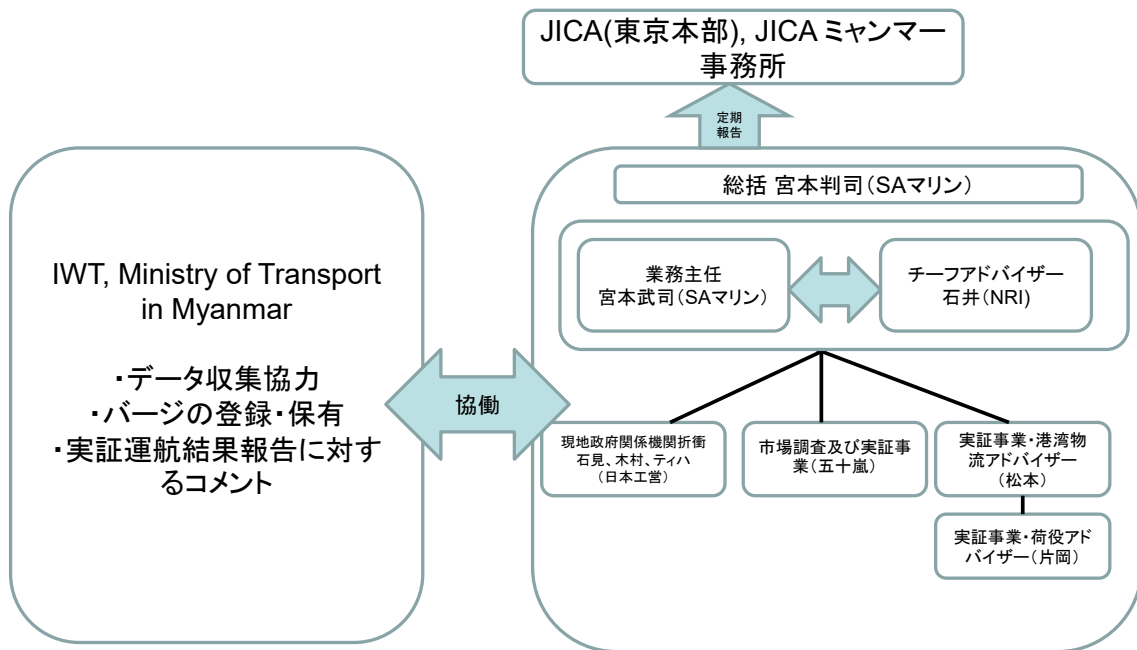 JICA(東京本部), JICA ミャンマー
事務所
定期
報告
総括 宮本判司(SAマリン)
業務主任
宮本武司(SAマリン)
チーフアドバイザー
石井(NRI)
IWT, Ministry of Transport
in Myanmar
・データ収集協力
・バージの登録・保有
・実証運航結果報告に対す
るコメント
協働
現地政府関係機関折衝
石見、木村、ティハ
(日本工営)
市場調査及び実証事
業(五十嵐)
実証事業・港湾物
流アドバイザー
(松本)
実証事業・荷役アド
バイザー(片岡)